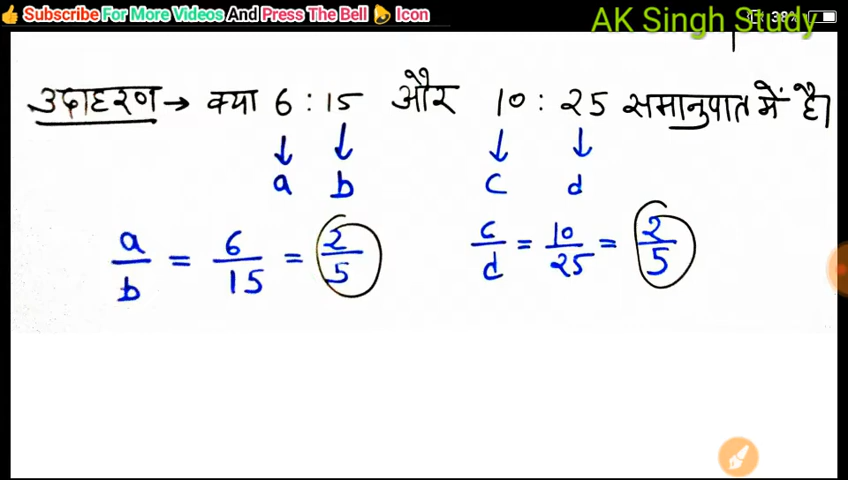 👍 Subscribe For More Videos And Press The Bell 🔔 Icon
38%
AK Singh Study
उदाहरण → क्या 6 : 15 और 10 : 25 समानुपात में है।
↓ ↓ ↓ ↓
a b c d
a/b = 6/15 = 2/5 c/d = 10/25 = 2/5